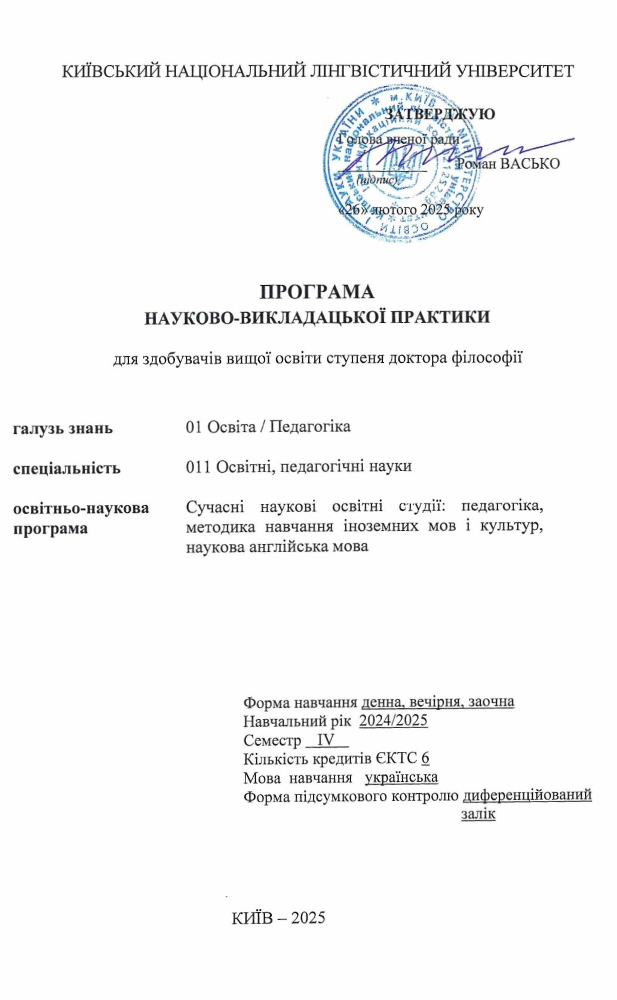 КИЇВСЬКИЙ НАЦІОНАЛЬНИЙ ЛІНГВІСТИЧНИЙ УНІВЕРСИТЕТ
ЗАТВЕРДЖУЮ
Голова вченої ради
Роман ВАСЬКО
(підпис)
«26» лютого 2025 року
ПРОГРАМА
НАУКОВО-ВИКЛАДАЦЬКОЇ ПРАКТИКИ
для здобувачів вищої освіти ступеня доктора філософії
галузь знань 01 Освіта / Педагогіка
спеціальність 011 Освітні, педагогічні науки
освітньо-наукова Сучасні наукові освітні студії: педагогіка,
програма методика навчання іноземних мов і культур,
наукова англійська мова
Форма навчання денна, вечірня, заочна
Навчальний рік 2024/2025
Семестр IV
Кількість кредитів ЄКТС 6
Мова навчання українська
Форма підсумкового контролю диференційований
залік
КИЇВ – 2025